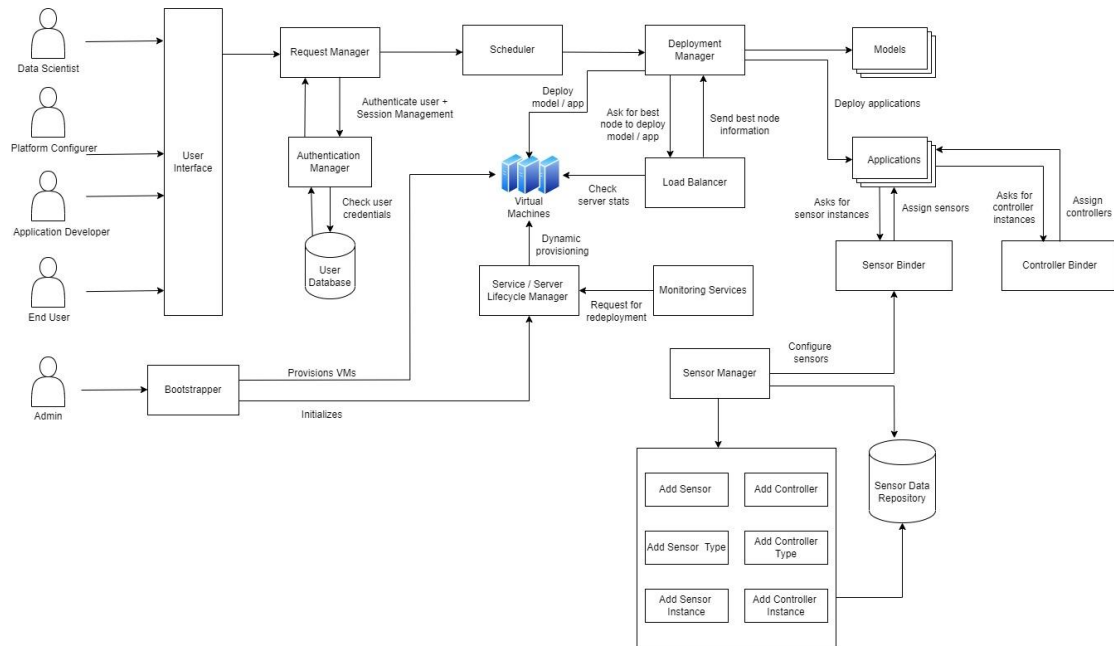 Data Scientist
Platform Configurer
Application Developer
End User
Admin
User
Interface
Request Manager
Scheduler
Deployment
Manager
Models
Authenticate user +
Session Management
Deploy
model / app
Ask for best
node to deploy
model / app
Send best node
information
Deploy applications
Authentication
Manager
Check user
credentials
User
Database
Virtual
Machines
Check
server stats
Load Balancer
Applications
Asks for
sensor instances
Assign sensors
Asks for
controller
instances
Assign
controllers
Dynamic
provisioning
Service / Server
Lifecycle Manager
Request for
redeployment
Monitoring Services
Sensor Binder
Controller Binder
Bootstrapper
Provisions VMs
Initializes
Sensor Manager
Configure
sensors
Add Sensor
Add Controller
Add Sensor Type
Add Controller
Type
Add Sensor
Instance
Add Controller
Instance
Sensor Data
Repository